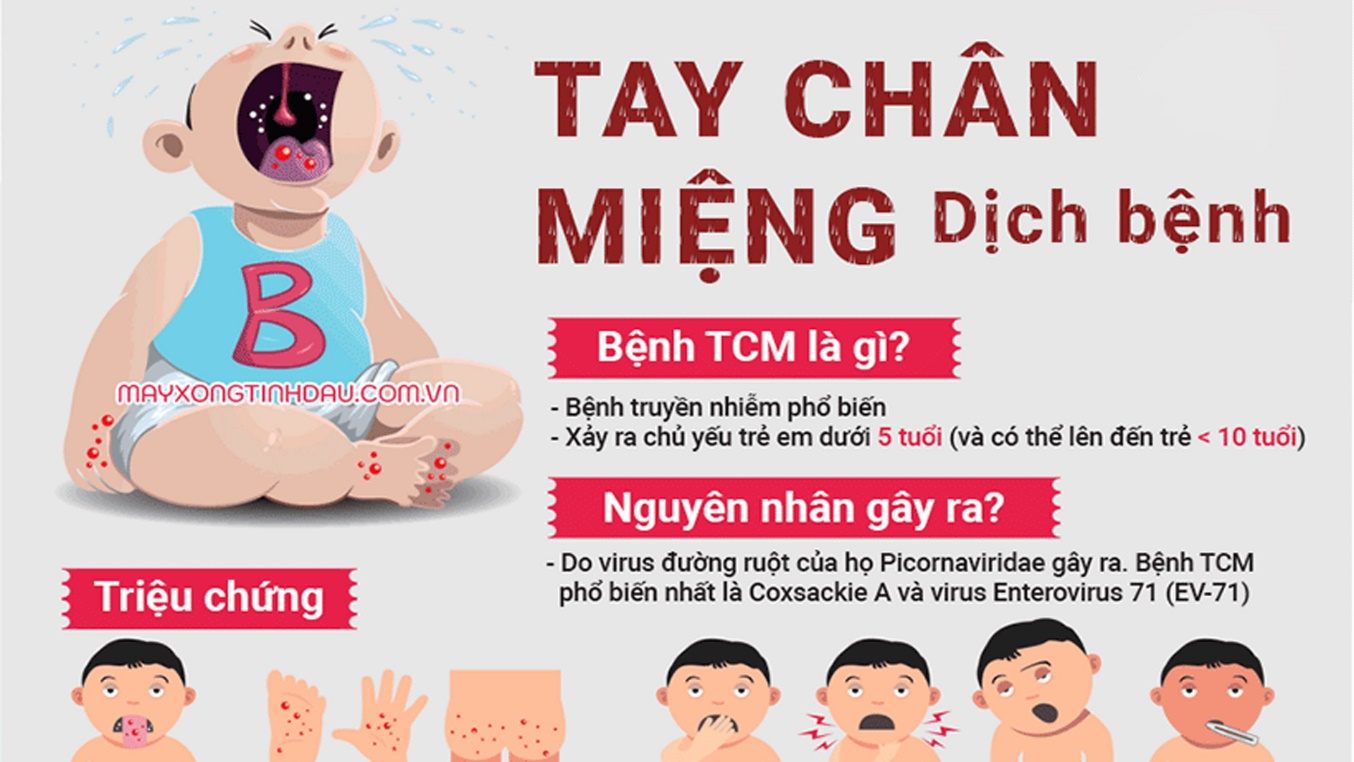 TAY CHÂN
MIỆNG Dịch bệnh
B
MAYXONGTINHDAU.COM.VN
Bệnh TCM là gì?
- Bệnh truyền nhiễm phổ biến
- Xảy ra chủ yếu trẻ em dưới 5 tuổi (và có thể lên đến trẻ < 10 tuổi)
Nguyên nhân gây ra?
- Do virus đường ruột của họ Picornaviridae gây ra. Bệnh TCM
phổ biến nhất là Coxsackie A và virus Enterovirus 71 (EV-71)
Triệu chứng